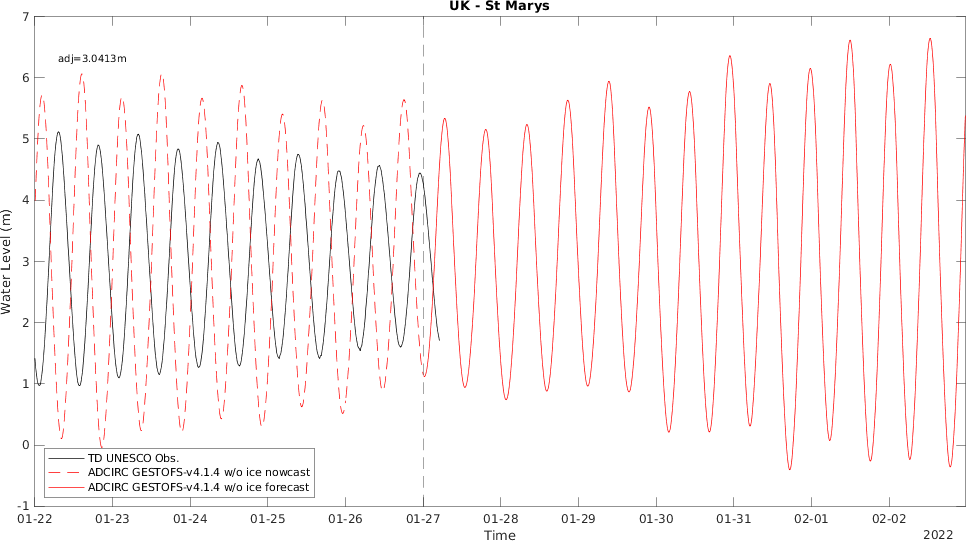 UK - St Marys
adj=3.0413m
Water Level (m)
7
6
5
4
3
2
1
0
-1
TD UNESCO Obs.
ADCIRC GESTOFS-v4.1.4 w/o ice nowcast
ADCIRC GESTOFS-v4.1.4 w/o ice forecast
01-22 01-23 01-24 01-25 01-26 01-27 01-28 01-29 01-30 01-31 02-01 02-02
Time
2022